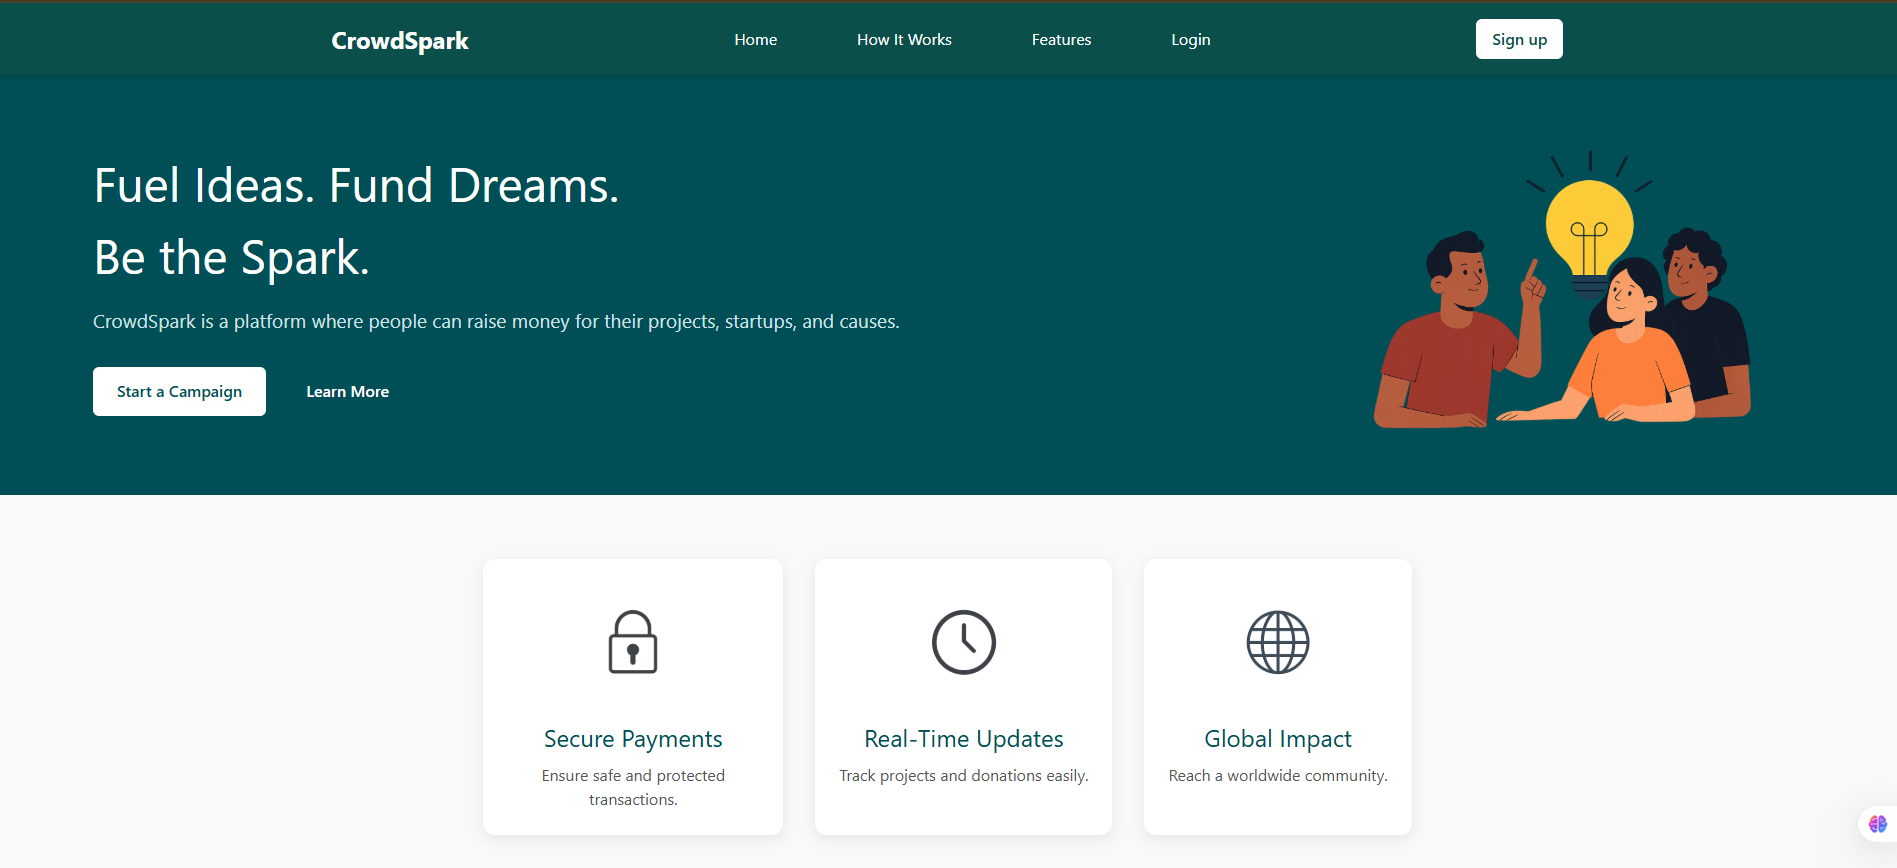 CrowdSpark
Home
How It Works
Features
Login
Sign up
Fuel Ideas. Fund Dreams.
Be the Spark.
CrowdSpark is a platform where people can raise money for their projects, startups, and causes.
Start a Campaign
Learn More
Secure Payments
Ensure safe and protected
transactions.
Real-Time Updates
Track projects and donations easily.
Global Impact
Reach a worldwide community.